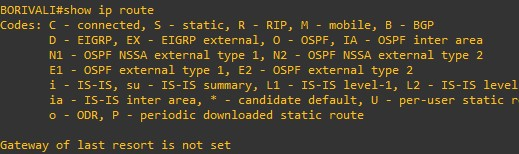 BORIVALI#show ip route
Codes: C - connected, S - static, R - RIP, M - mobile, B - BGP
D - EIGRP, EX - EIGRP external, O - OSPF, IA - OSPF inter area
N1 - OSPF NSSA external type 1, N2 - OSPF NSSA external type 2
E1 - OSPF external type 1, E2 - OSPF external type 2
i - IS-IS, su - IS-IS summary, L1 - IS-IS level-1, L2 - IS-IS level
ia - IS-IS inter area, * - candidate default, U - per-user static
o - ODR, P - periodic downloaded static route
Gateway of last resort is not set